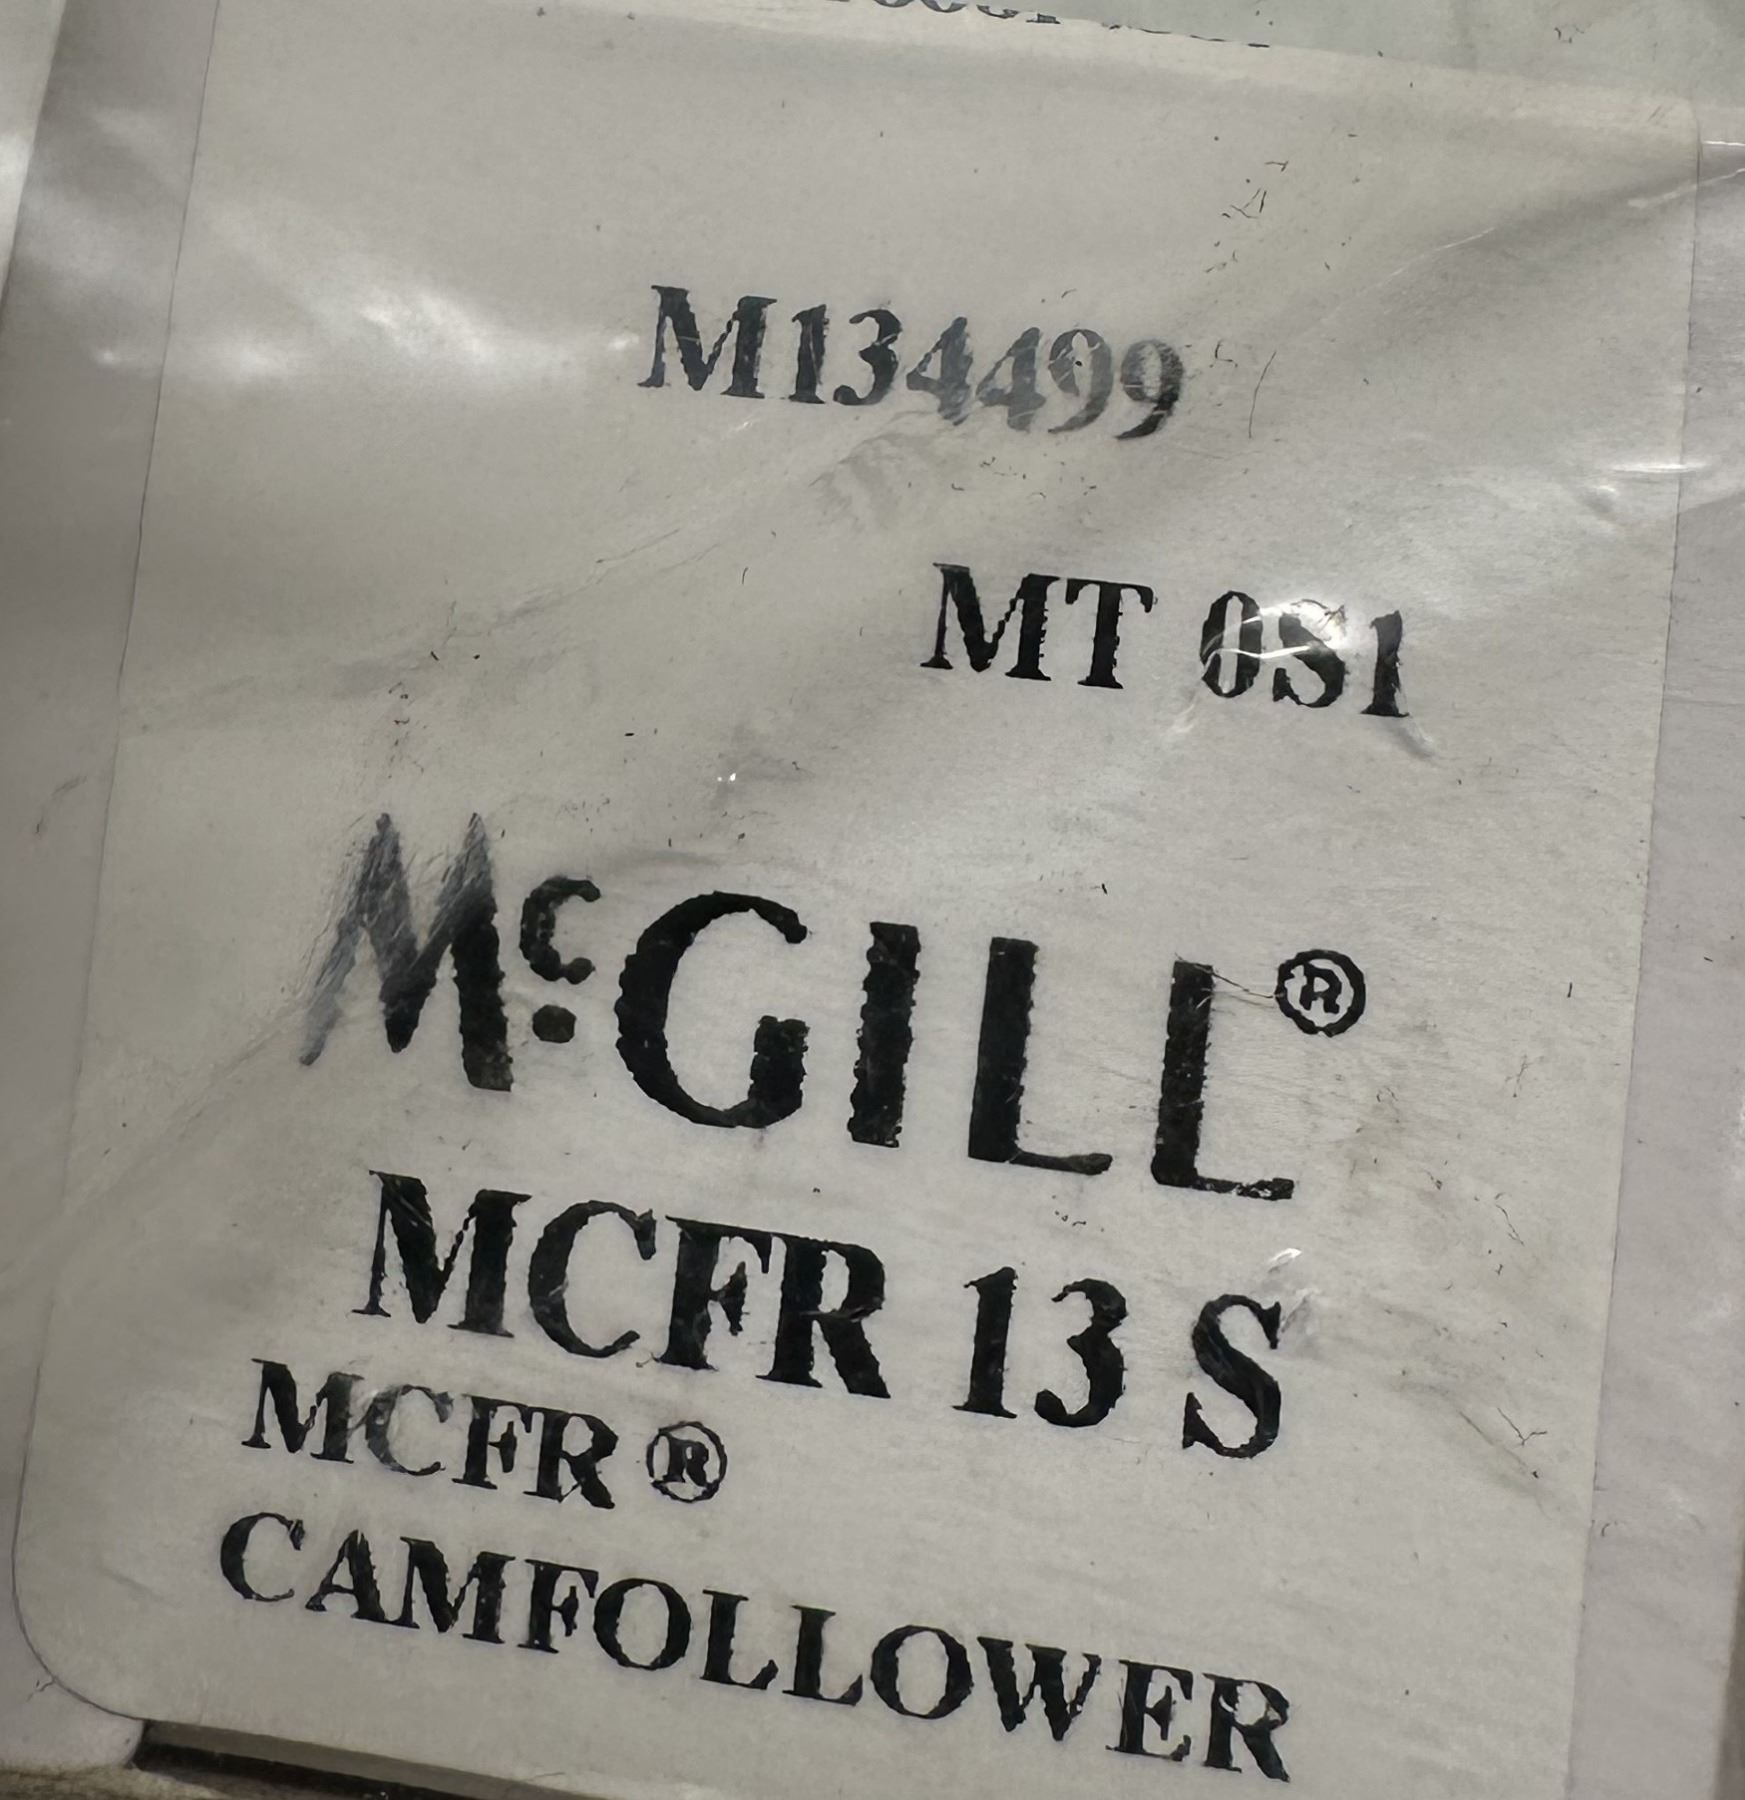 M134499
MT 0S1
McGILL®
MCFR 13 S
MCFR ®
CAMFOLLOWER